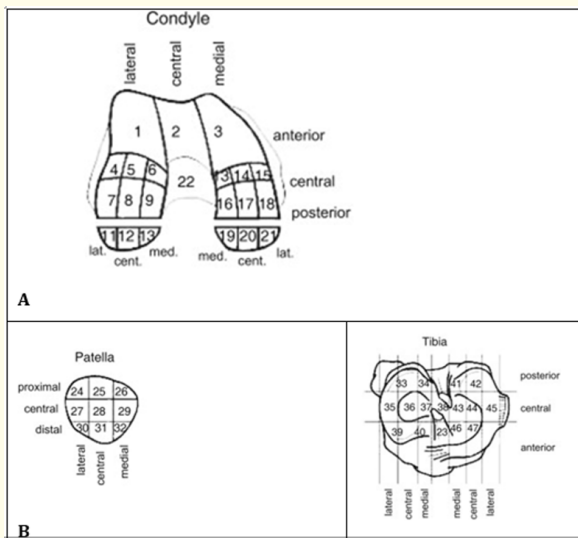 Condyle
lateral
central
medial
1 2 3
anterior
4 5 6
13 14 15
22
central
7 8 9
16 17 18
posterior
11 12 13
19 20 21
lat. med. med. lat.
cent. cent.
A
Patella
proximal 24 25 26
central 27 28 29
distal 30 31 32
lateral
central
medial
B
Tibia
33 34 41 42 posterior
35 36 37 38 43 44 45 central
39 40 23 46 47
anterior
lateral
central
medial
medial
central
lateral